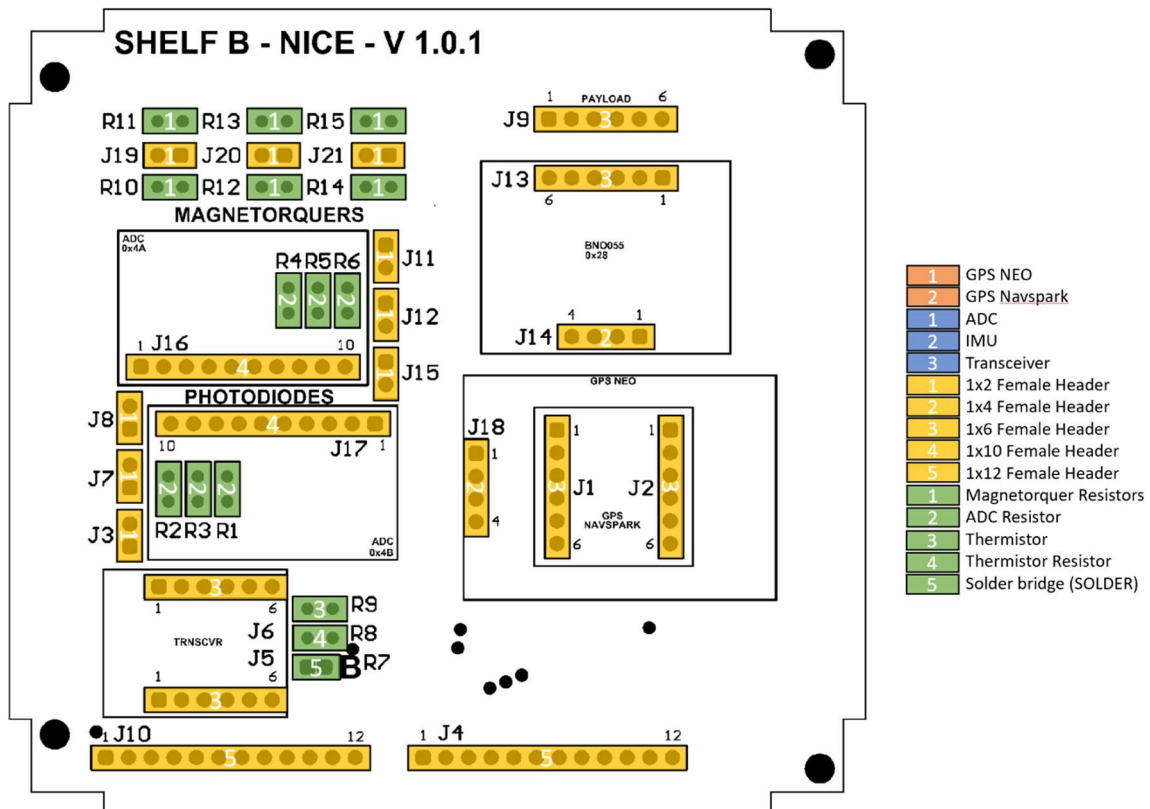 SHELF B - NICE - V 1.0.1
1 PAYLOAD 6
J9 3
R11 1 R13 1 R15 1
J19 1 J20 1 J21 1
R10 1 R12 1 R14 1
MAGNETORQUERS
J13 3
6 1
BNO055
0x28
4 1
J14 2
ADC
0x4A
R4 R5 R6
2 2 2
J16
1 10
4
1 J11
1 J12
1 J15
PHOTODIODES
4
10 J17 1
J8 1
J7 1
J3 1
2 2 2
R2 R3 R1
ADC
0x4B
GPS NEO
J18
1
2
4
1 1
3 J1 J2 3
GPS
NAVSPARK
6 6
3
1 6
TRNSCVR
J6
J5
1 6
3
3 R9
4 R8
5 B R7
1 J10 12
5
1 J4 12
5
1 GPS NEO
2 GPS Navspark
1 ADC
2 IMU
3 Transceiver
1 1x2 Female Header
2 1x4 Female Header
3 1x6 Female Header
4 1x10 Female Header
5 1x12 Female Header
1 Magnetorquer Resistors
2 ADC Resistor
3 Thermistor
4 Thermistor Resistor
5 Solder bridge (SOLDER)